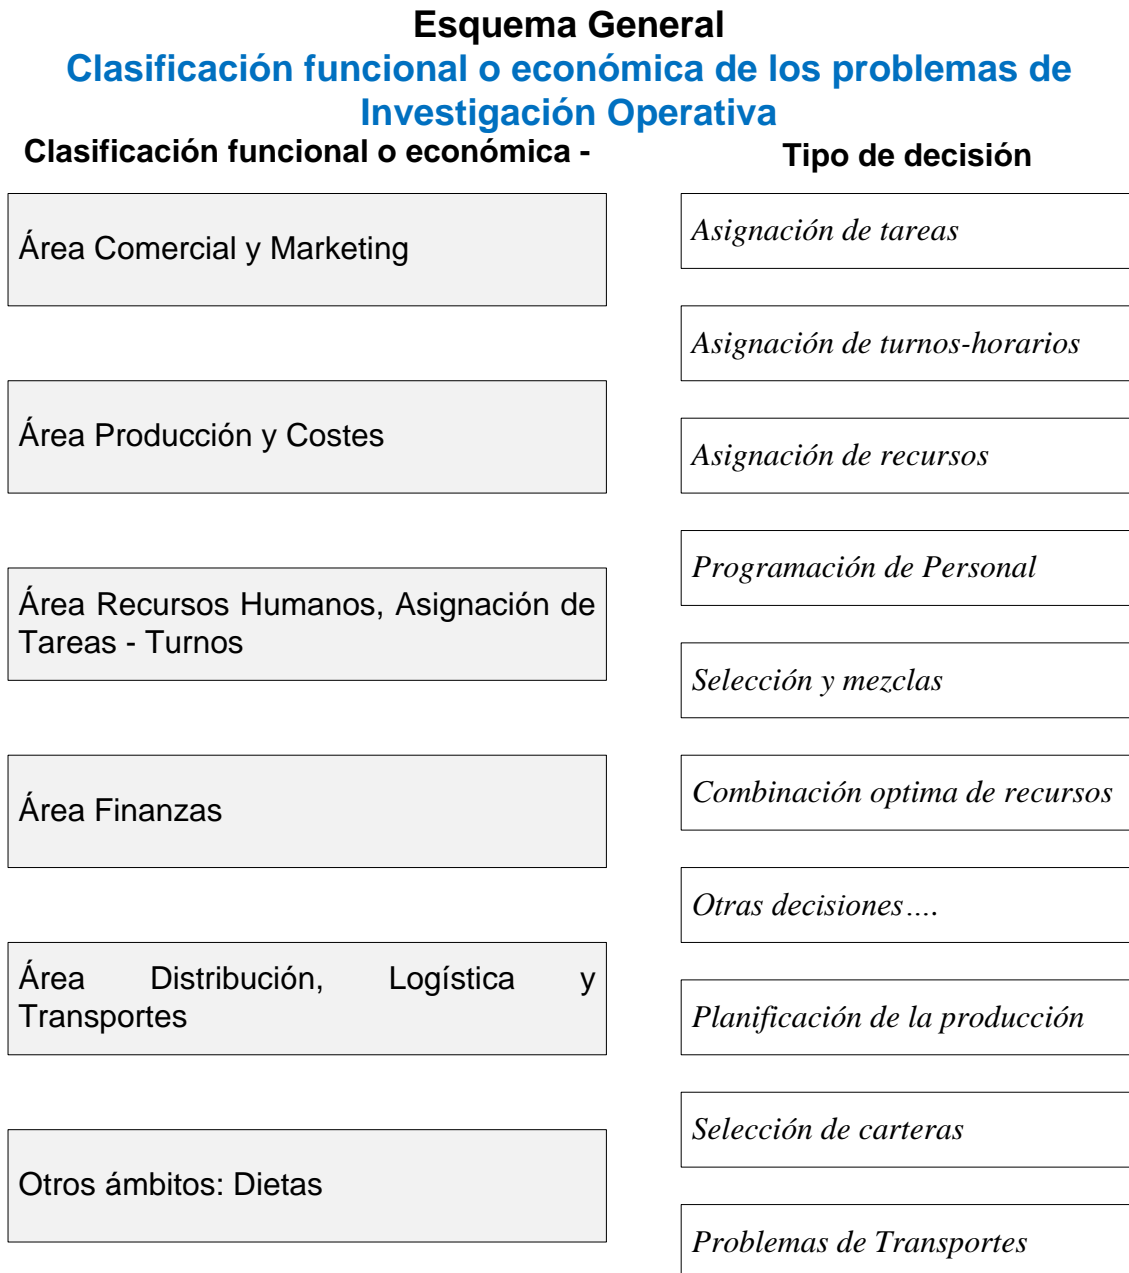 Esquema General
Clasificación funcional o económica de los problemas de
Investigación Operativa
Clasificación funcional o económica -
Área Comercial y Marketing
Área Producción y Costes
Área Recursos Humanos, Asignación de
Tareas - Turnos
Área Finanzas
Área Distribución, Logística y
Transportes
Otros ámbitos: Dietas
Tipo de decisión
Asignación de tareas
Asignación de turnos-horarios
Asignación de recursos
Programación de Personal
Selección y mezclas
Combinación optima de recursos
Otras decisiones….
Planificación de la producción
Selección de carteras
Problemas de Transportes